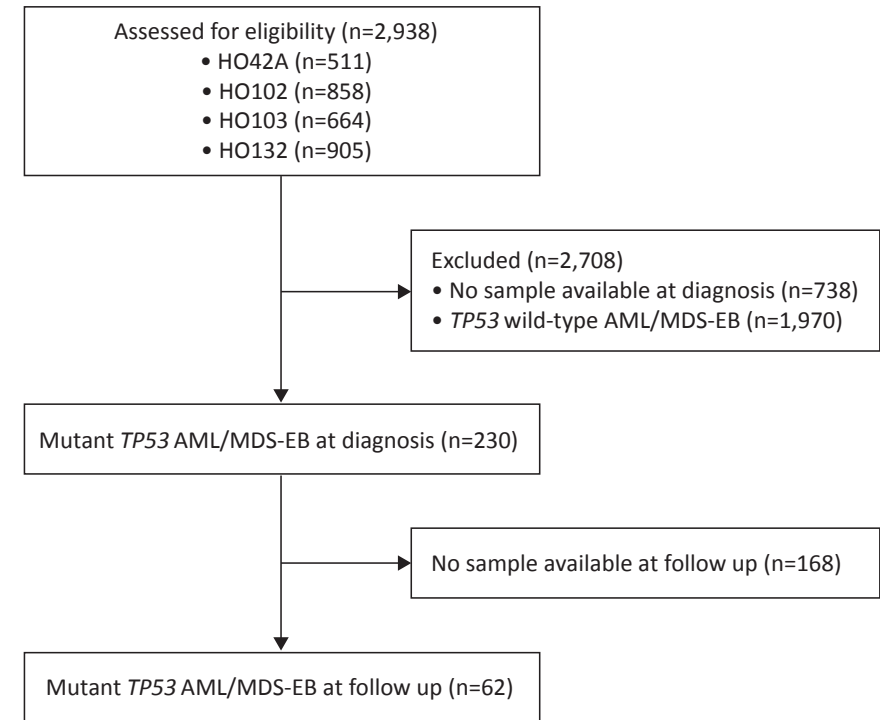 Assessed for eligibility (n=2,938)
• HO42A (n=511)
• HO102 (n=858)
• HO103 (n=664)
• HO132 (n=905)
Excluded (n=2,708)
• No sample available at diagnosis (n=738)
• TP53 wild-type AML/MDS-EB (n=1,970)
Mutant TP53 AML/MDS-EB at diagnosis (n=230)
No sample available at follow up (n=168)
Mutant TP53 AML/MDS-EB at follow up (n=62)